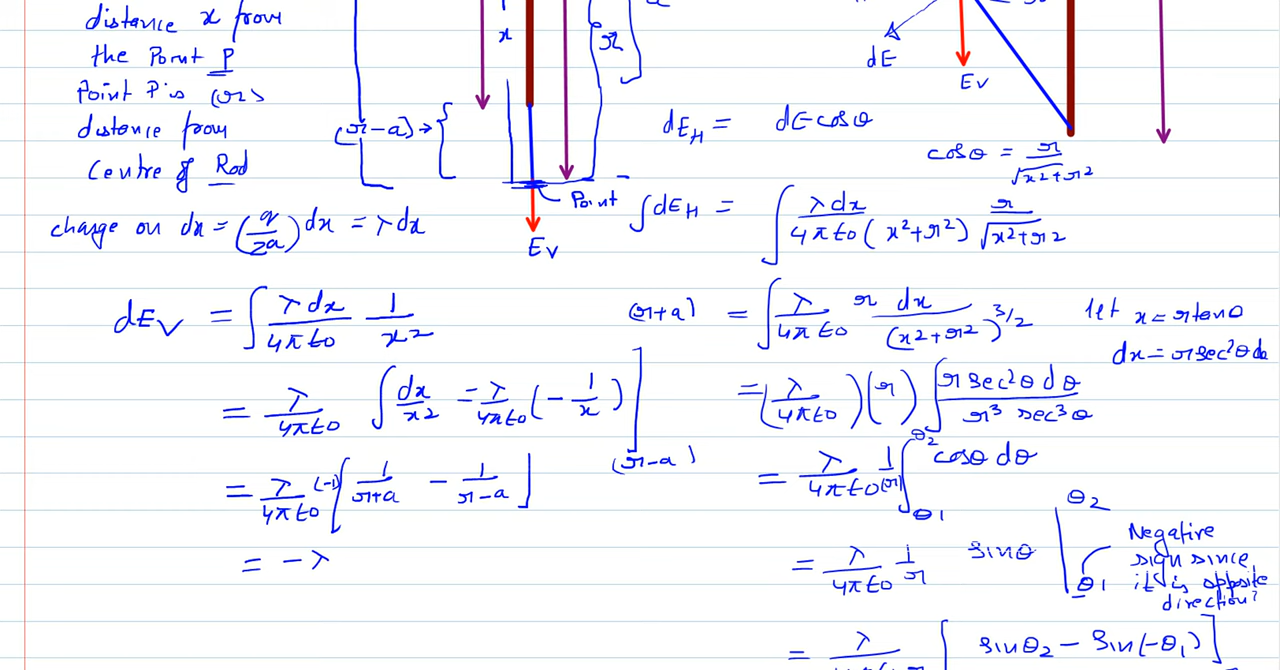 distance x from
the Point P
Point P is (r)
distance from
Centre of Rod
charge on dx = (q/2a) dx = λdx
x
r
(r-a) →
Point
Ev
dE
Ev
dE_H = dE cosθ
cosθ = r/√x²+r²
∫dE_H = ∫ λdx/4πε0(x²+r²) r/√x²+r²
dEv = ∫ λdx/4πε0 1/x²
= λ/4πε0 ∫ dx/x² = λ/4πε0 (-1/x) ] (r+a) (r-a)
= λ/4πε0 (-1) [ 1/r+a - 1/r-a ]
= -λ
= ∫ λ/4πε0 r dx/(x²+r²)^3/2
let x = r tanθ
dx = r sec²θ dθ
= (λ/4πε0)(r) ∫ r sec²θ dθ/r³ sec³θ
= λ/4πε0 1/(r) ∫θ1^θ2 cosθ dθ
= λ/4πε0 1/r sinθ | θ2 θ1
Negative
sign since
it is opposite
direction?
= λ [ sinθ2 - sin(-θ1) ]